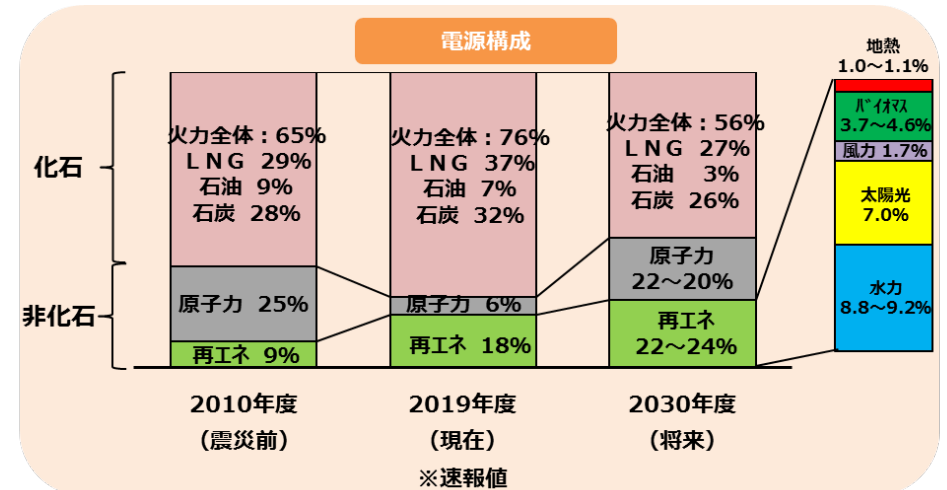 電源構成
化石
非化石
火力全体：65%
ＬＮＧ 29%
石油 9%
石炭 28%
原子力 25%
再エネ 9%
2010年度
（震災前）
火力全体：76%
ＬＮＧ 37%
石油 7%
石炭 32%
原子力 6%
再エネ 18%
2019年度
（現在）
※速報値
火力全体：56%
ＬＮＧ 27%
石油 3%
石炭 26%
原子力
22～20%
再エネ
22～24%
2030年度
（将来）
地熱
1.0～1.1%
ﾊﾞｲｵﾏｽ
3.7～4.6%
風力 1.7%
太陽光
7.0%
水力
8.8～9.2%